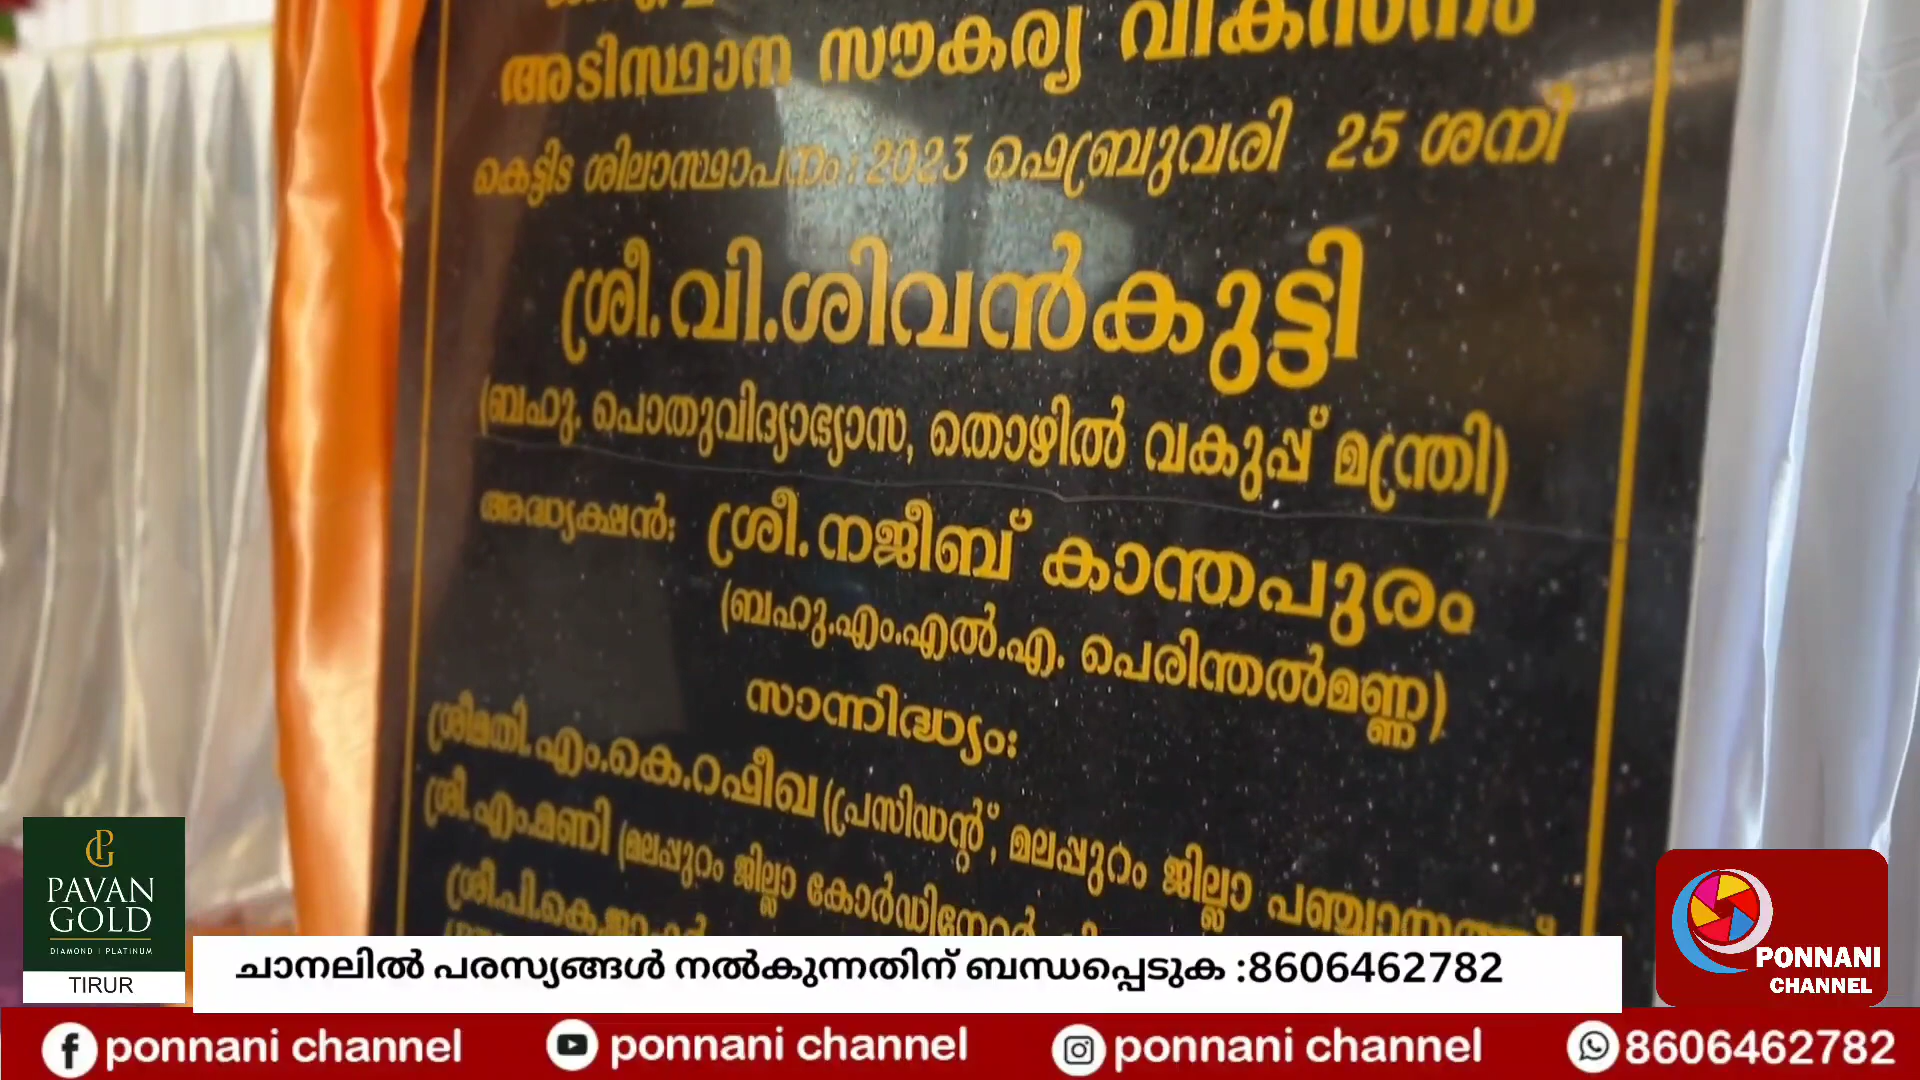 അടിസ്ഥാന സൗകര്യ വികസനം
കെട്ടിട ശിലാസ്ഥാപനം : 2023 ഫെബ്രുവരി 25 ശനി
ശ്രീ.വി.ശിവൻകുട്ടി
(ബഹു. പൊതുവിദ്യാഭ്യാസ, തൊഴിൽ വകുപ്പ് മന്ത്രി)
അദ്ധ്യക്ഷൻ: ശ്രീ.നജീബ് കാന്തപുരം
(ബഹു.എം.എൽ.എ. പെരിന്തൽമണ്ണ)
സാന്നിദ്ധ്യം:
ശ്രീമതി.എം.കെ.റഫീഖ (പ്രസിഡന്റ്, മലപ്പുറം ജില്ലാ പഞ്ചായത്ത്
ശ്രീ.എം.മണി (മലപ്പുറം ജില്ലാ കോർഡിനേറ്റർ
ശ്രീ.പി.കെ.ജാഫർ
PAVAN
GOLD
DIAMOND | PLATINUM
TIRUR
ചാനലിൽ പരസ്യങ്ങൾ നൽകുന്നതിന് ബന്ധപ്പെടുക :8606462782
PONNANI
CHANNEL
ponnani channel
ponnani channel
ponnani channel
8606462782